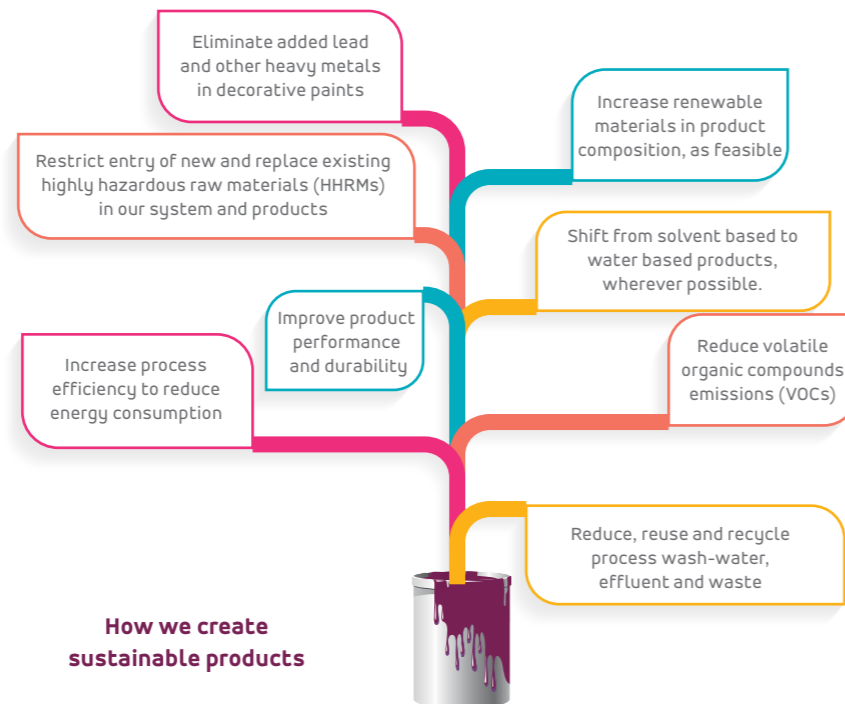 Eliminate added lead
and other heavy metals
in decorative paints
Increase renewable
materials in product
composition, as feasible
Restrict entry of new and replace existing
highly hazardous raw materials (HHRMs)
in our system and products
Shift from solvent based to
water based products,
wherever possible.
Improve product
performance
and durability
Reduce volatile
organic compounds
emissions (VOCs)
Increase process
efficiency to reduce
energy consumption
Reduce, reuse and recycle
process wash-water,
effluent and waste
How we create
sustainable products